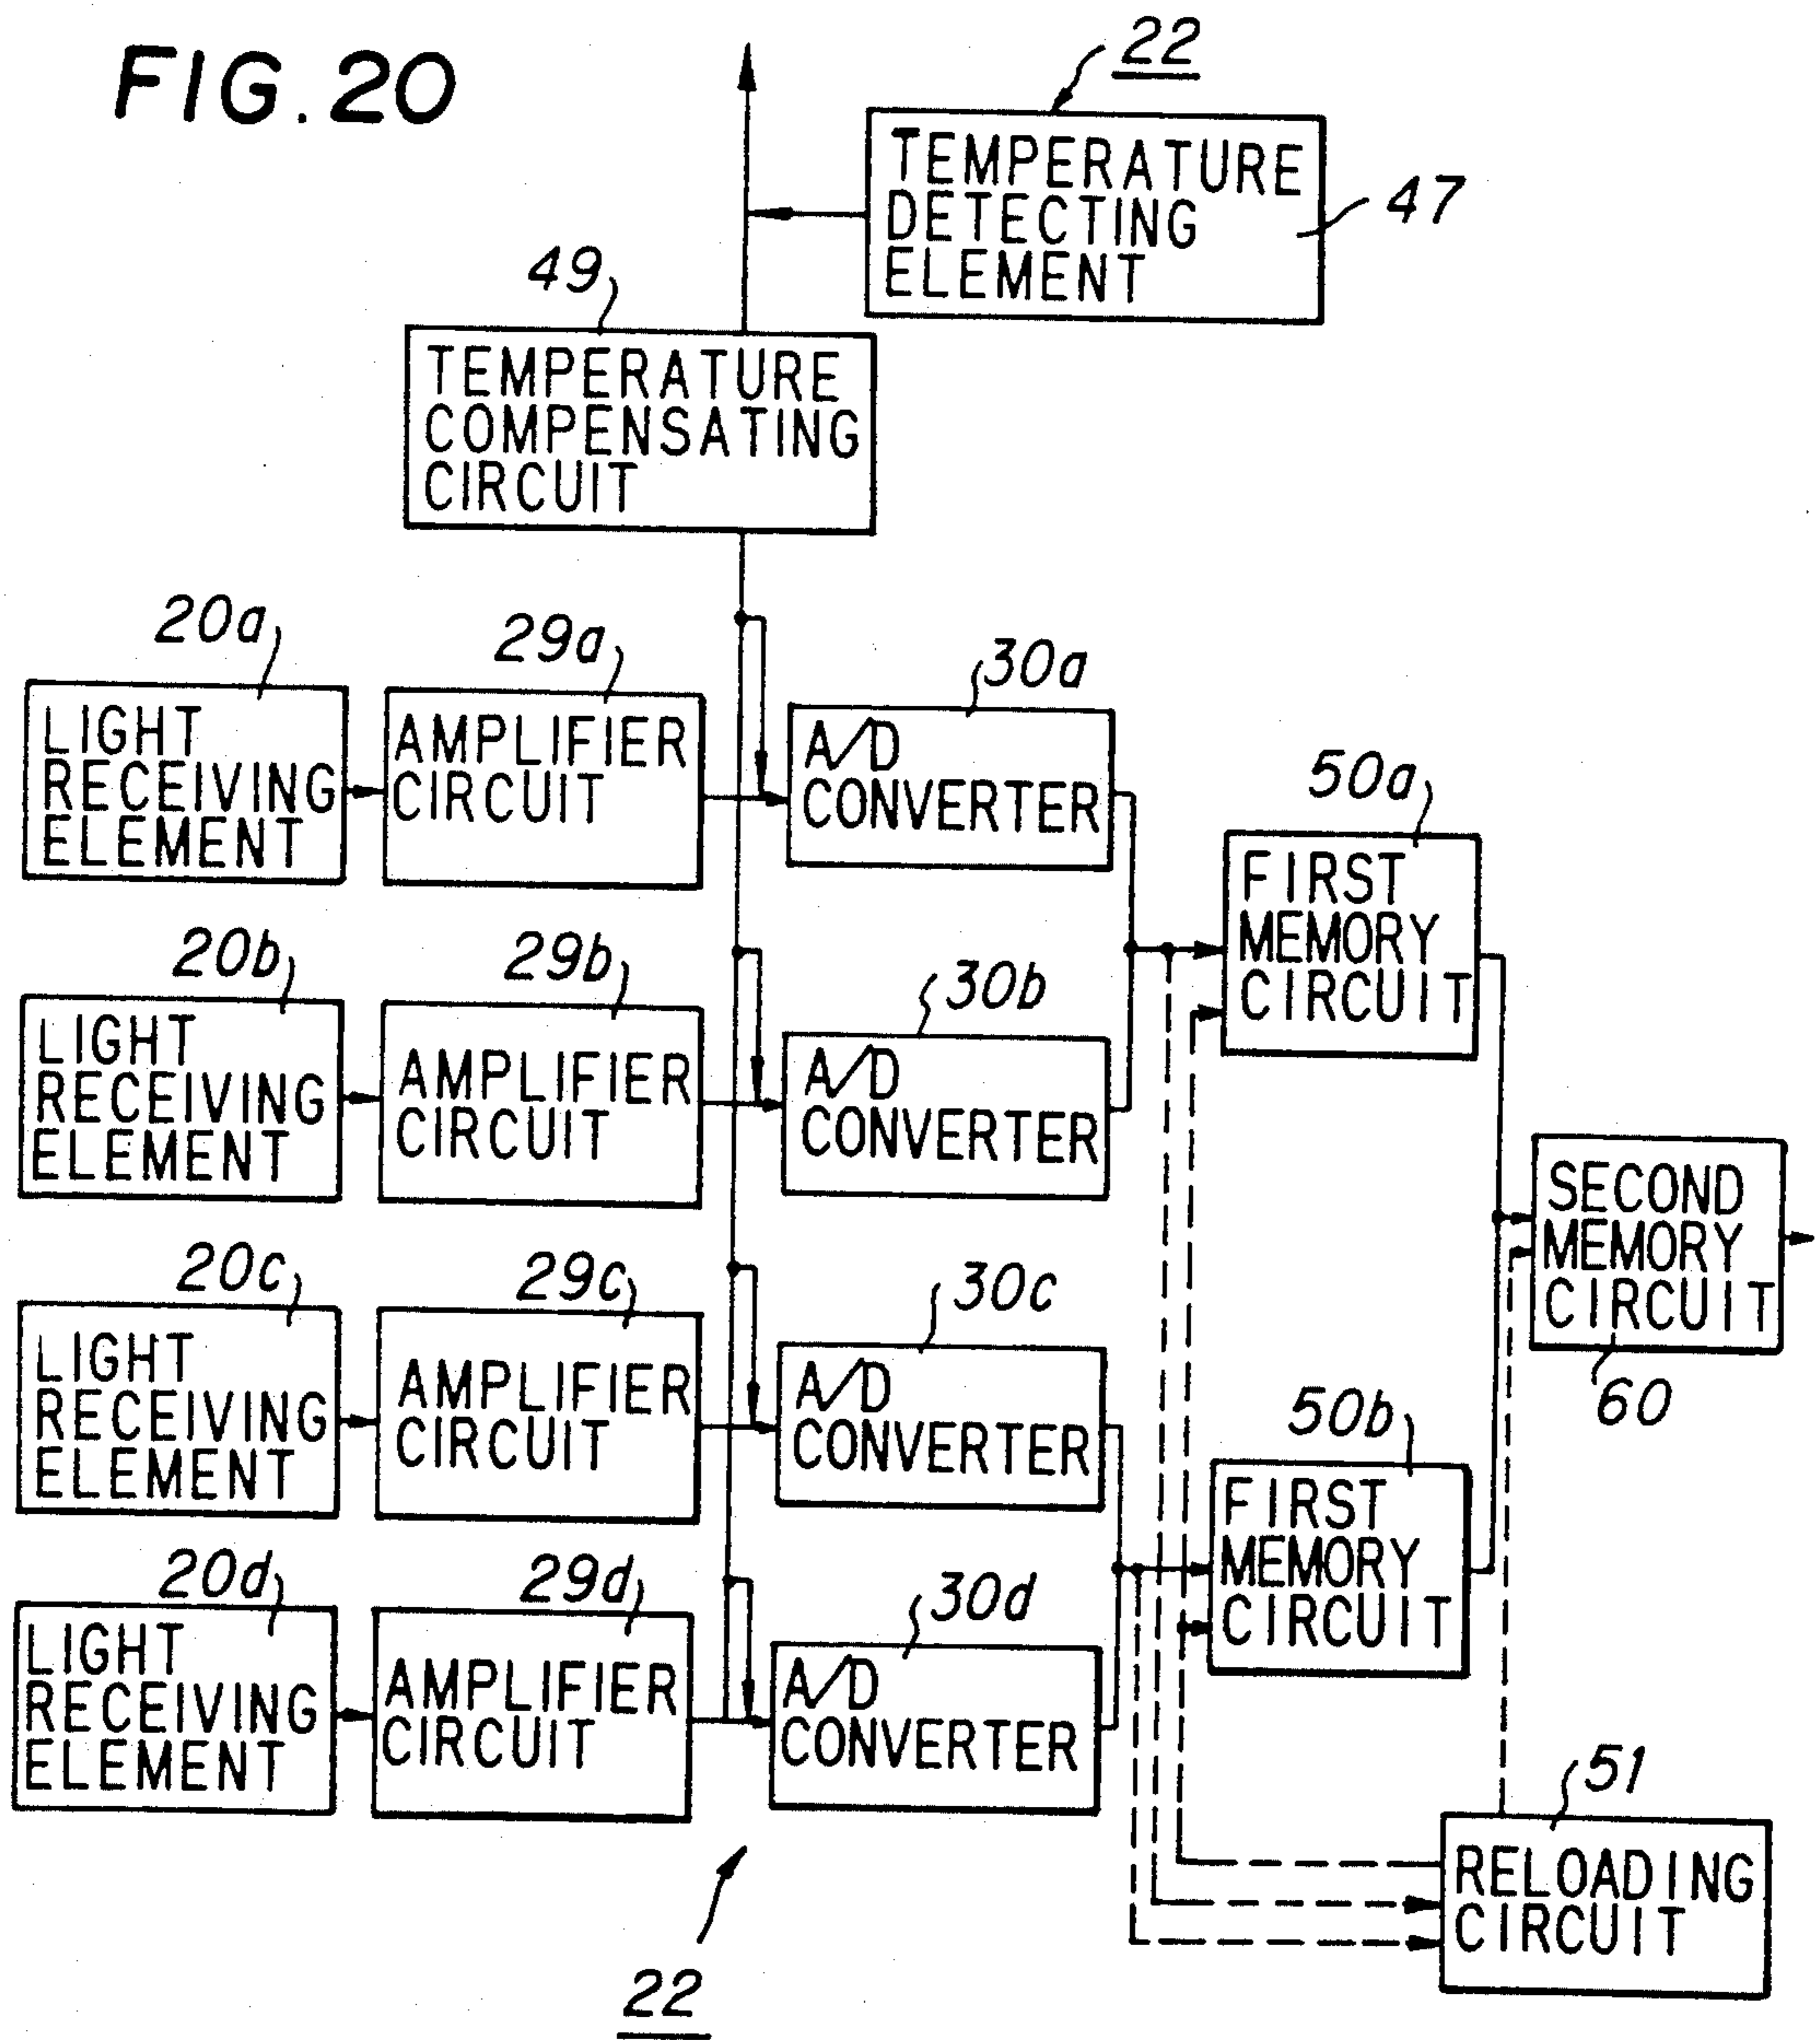 FIG. 20
22
TEMPERATURE
DETECTING
ELEMENT
47
49
TEMPERATURE
COMPENSATING
CIRCUIT
20a
29a
30a
LIGHT
RECEIVING
ELEMENT
AMPLIFIER
CIRCUIT
A/D
CONVERTER
50a
FIRST
MEMORY
CIRCUIT
20b
29b
30b
LIGHT
RECEIVING
ELEMENT
AMPLIFIER
CIRCUIT
A/D
CONVERTER
SECOND
MEMORY
CIRCUIT
60
20c
29c
30c
LIGHT
RECEIVING
ELEMENT
AMPLIFIER
CIRCUIT
A/D
CONVERTER
50b
FIRST
MEMORY
CIRCUIT
20d
29d
30d
LIGHT
RECEIVING
ELEMENT
AMPLIFIER
CIRCUIT
A/D
CONVERTER
51
RELOADING
CIRCUIT
22